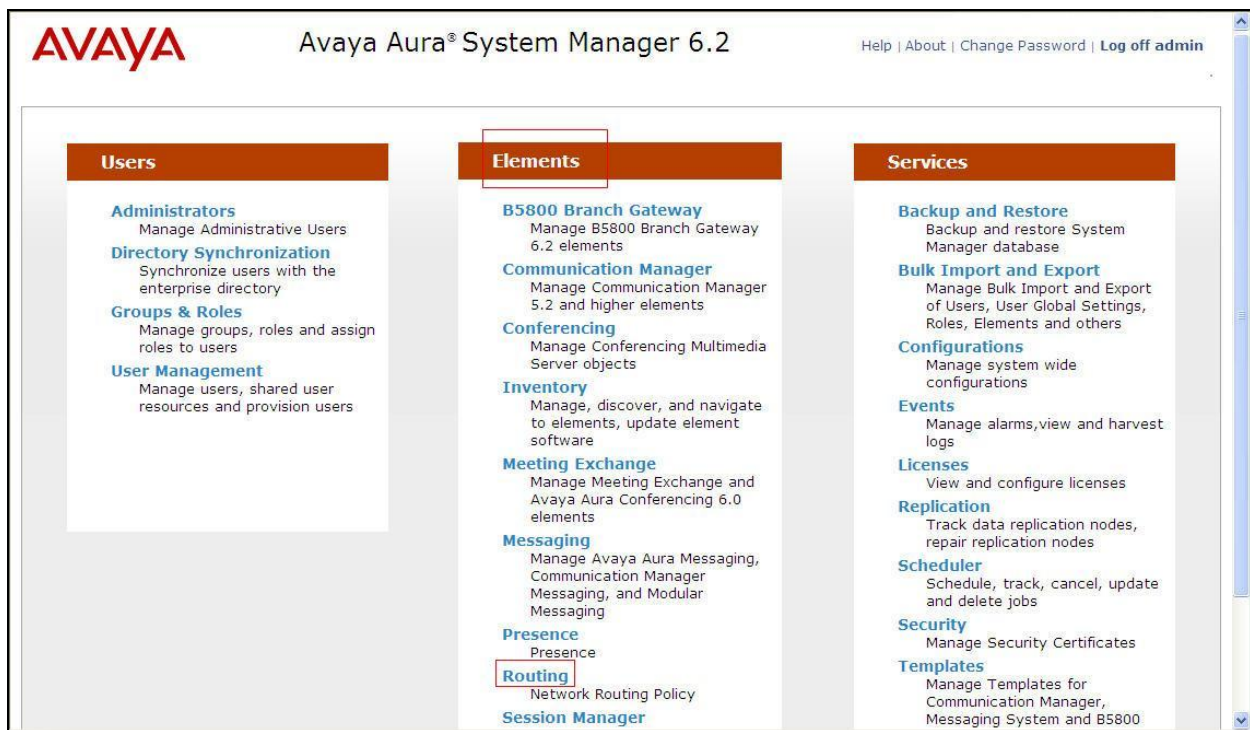 AVAYA
Avaya Aura® System Manager 6.2
Help | About | Change Password | Log off admin
Users
Administrators
Manage Administrative Users
Directory Synchronization
Synchronize users with the
enterprise directory
Groups & Roles
Manage groups, roles and assign
roles to users
User Management
Manage users, shared user
resources and provision users
Elements
B5800 Branch Gateway
Manage B5800 Branch Gateway
6.2 elements
Communication Manager
Manage Communication Manager
5.2 and higher elements
Conferencing
Manage Conferencing Multimedia
Server objects
Inventory
Manage, discover, and navigate
to elements, update element
software
Meeting Exchange
Manage Meeting Exchange and
Avaya Aura Conferencing 6.0
elements
Messaging
Manage Avaya Aura Messaging,
Communication Manager
Messaging, and Modular
Messaging
Presence
Presence
Routing
Network Routing Policy
Session Manager
Services
Backup and Restore
Backup and restore System
Manager database
Bulk Import and Export
Manage Bulk Import and Export
of Users, User Global Settings,
Roles, Elements and others
Configurations
Manage system wide
configurations
Events
Manage alarms,view and harvest
logs
Licenses
View and configure licenses
Replication
Track data replication nodes,
repair replication nodes
Scheduler
Schedule, track, cancel, update
and delete jobs
Security
Manage Security Certificates
Templates
Manage Templates for
Communication Manager,
Messaging System and B5800